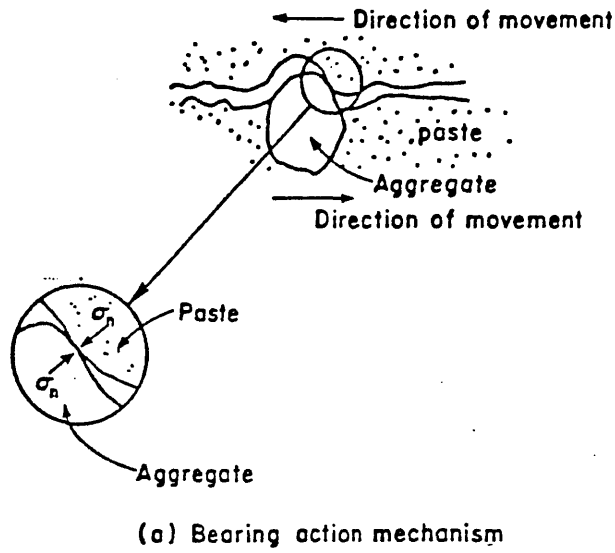 Direction of movement
paste
Aggregate
Direction of movement
σn
Paste
σn
Aggregate
(a) Bearing action mechanism